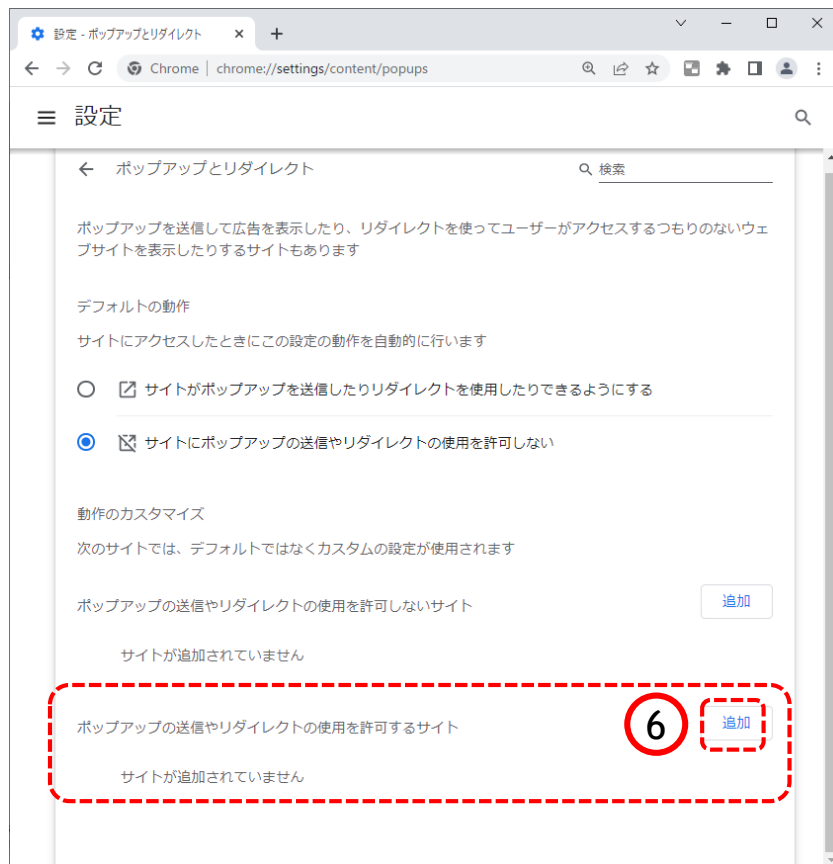 設定 - ポップアップとリダイレクト
Chrome | chrome://settings/content/popups
設定
ポップアップとリダイレクト
検索
ポップアップを送信して広告を表示したり、リダイレクトを使ってユーザーがアクセスするつもりのないウェ
ブサイトを表示したりするサイトもあります
デフォルトの動作
サイトにアクセスしたときにこの設定の動作を自動的に行います
サイトがポップアップを送信したりリダイレクトを使用したりできるようにする
サイトにポップアップの送信やリダイレクトの使用を許可しない
動作のカスタマイズ
次のサイトでは、デフォルトではなくカスタムの設定が使用されます
ポップアップの送信やリダイレクトの使用を許可しないサイト
追加
サイトが追加されていません
ポップアップの送信やリダイレクトの使用を許可するサイト
6
追加
サイトが追加されていません